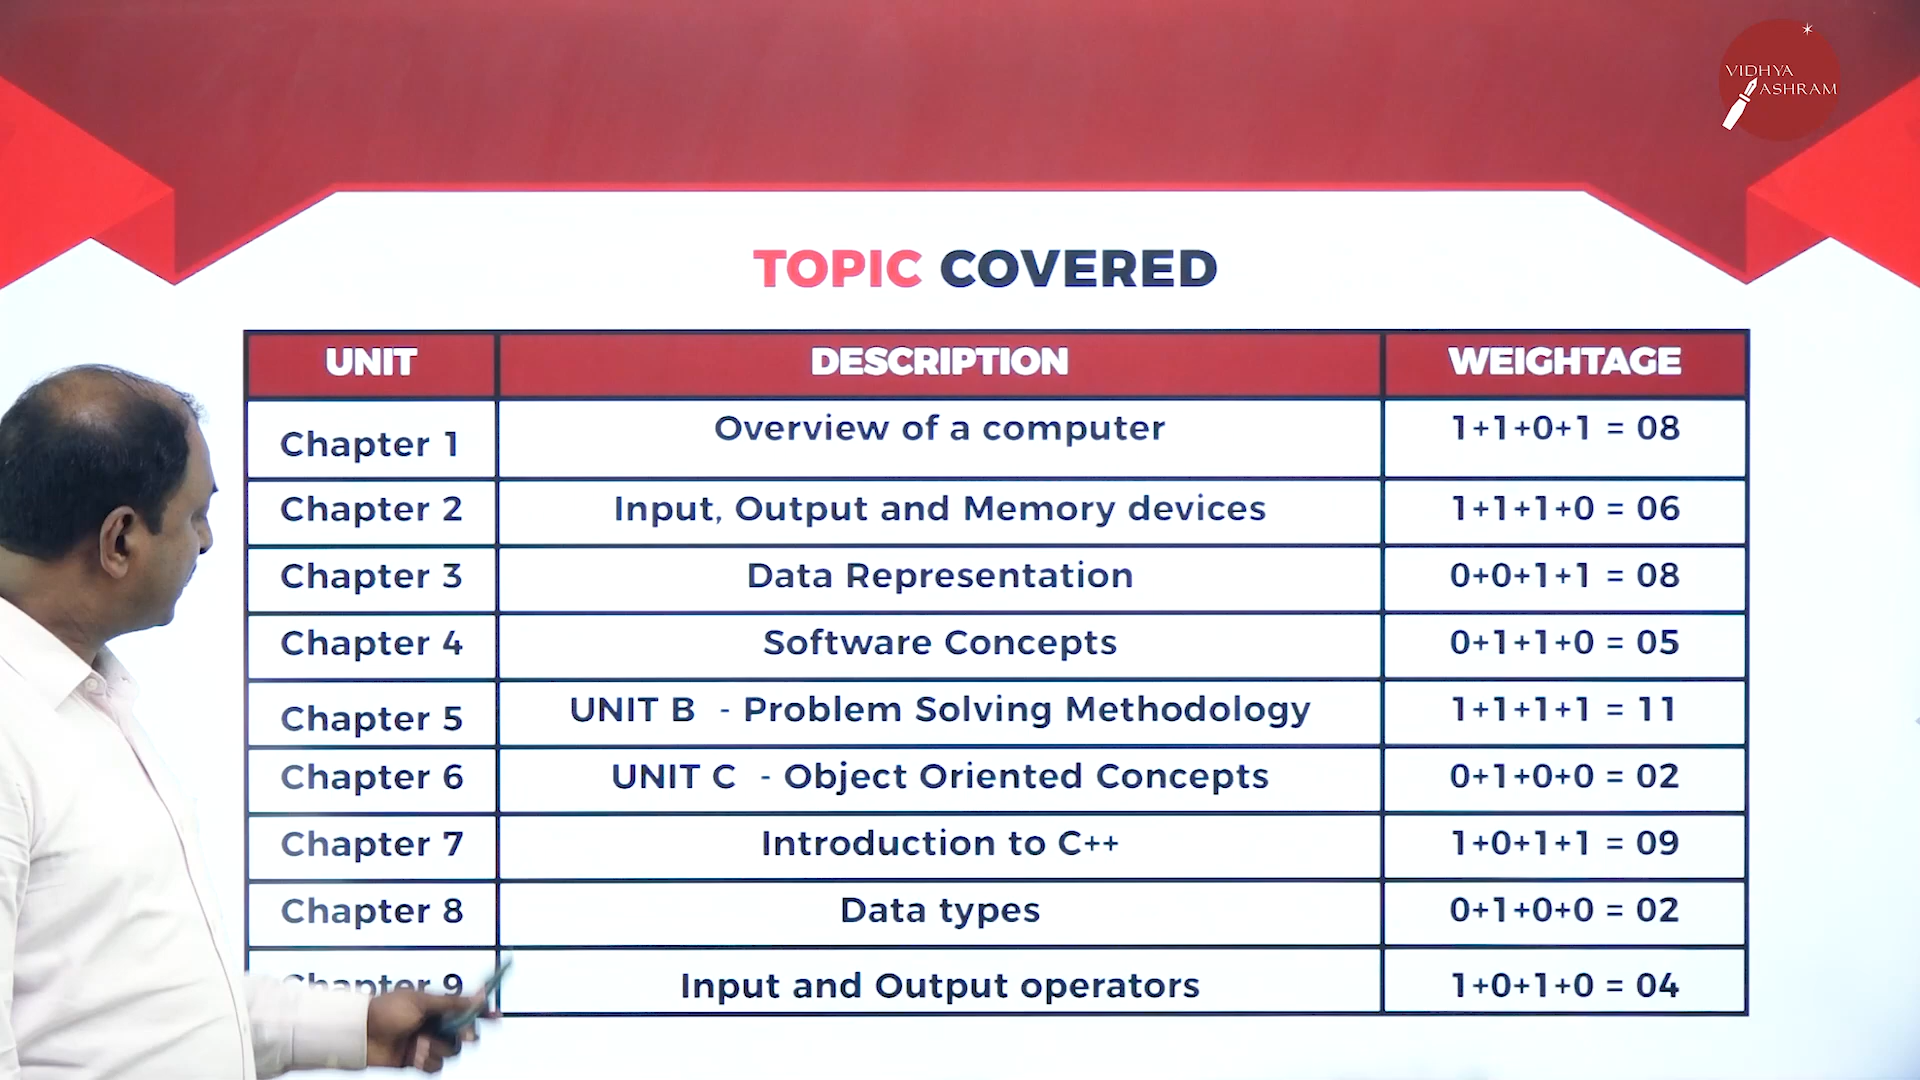 VIDHYA
ASHRAM
TOPIC COVERED
UNIT DESCRIPTION WEIGHTAGE
Chapter 1 Overview of a computer 1+1+0+1 = 08
Chapter 2 Input, Output and Memory devices 1+1+1+0 = 06
Chapter 3 Data Representation 0+0+1+1 = 08
Chapter 4 Software Concepts 0+1+1+0 = 05
Chapter 5 UNIT B - Problem Solving Methodology 1+1+1+1 = 11
Chapter 6 UNIT C - Object Oriented Concepts 0+1+0+0 = 02
Chapter 7 Introduction to C++ 1+0+1+1 = 09
Chapter 8 Data types 0+1+0+0 = 02
Chapter 9 Input and Output operators 1+0+1+0 = 04